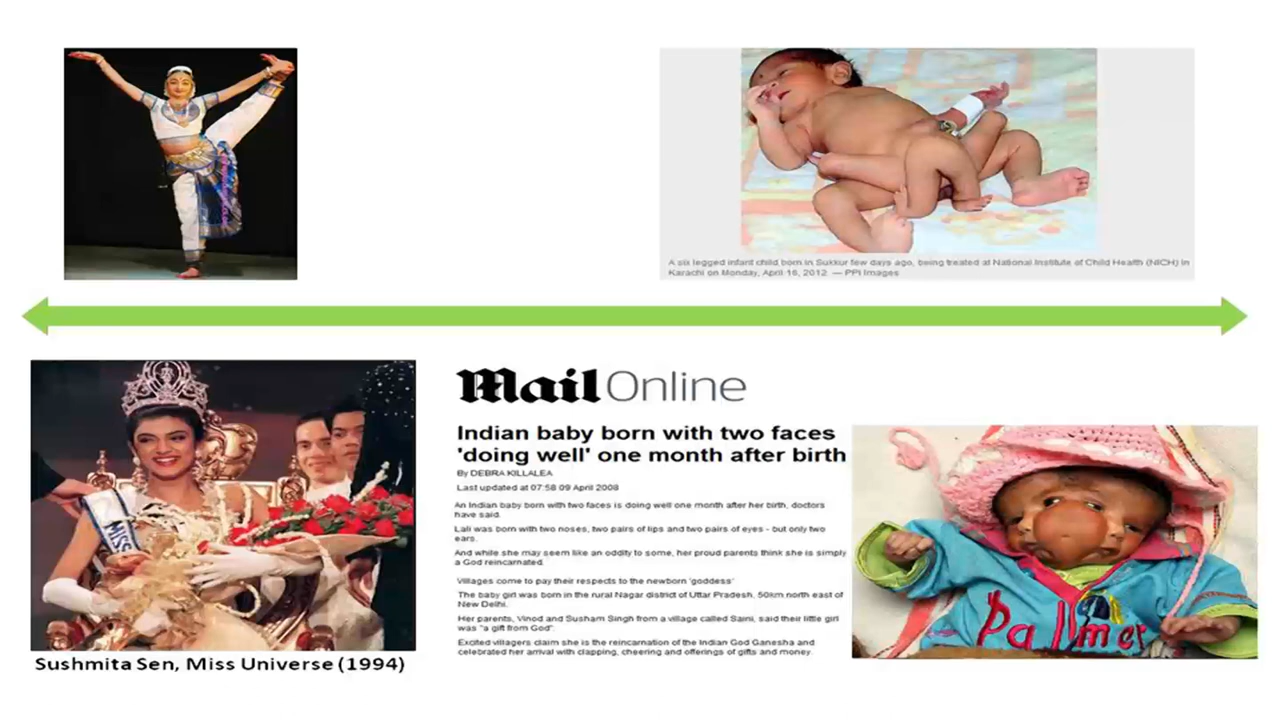 A six legged infant child born in Sukkur few days ago, being treated at National Institute of Child Health (NICH) in
Karachi on Monday, April 16, 2012. — PPI Images
Mail Online
Indian baby born with two faces
'doing well' one month after birth
By DEBRA KILLALEA
Last updated at 07:58 09 April 2008
An Indian baby born with two faces is doing well one month after her birth, doctors
have said.
Lali was born with two noses, two pairs of lips and two pairs of eyes - but only two
ears.
And while she may seem like an oddity to some, her proud parents think she is simply
a God reincarnated.
Villages come to pay their respects to the newborn 'goddess'
The baby girl was born in the rural Nagar district of Uttar Pradesh, 50km north east of
New Delhi.
Her parents, Vinod and Susham Singh from a village called Saini, said their little girl
was "a gift from God".
Excited villagers claim she is the reincarnation of the Indian God Ganesha and
celebrated her arrival with clapping, cheering and offerings of gifts and money.
MISS
Pallmer
Sushmita Sen, Miss Universe (1994)